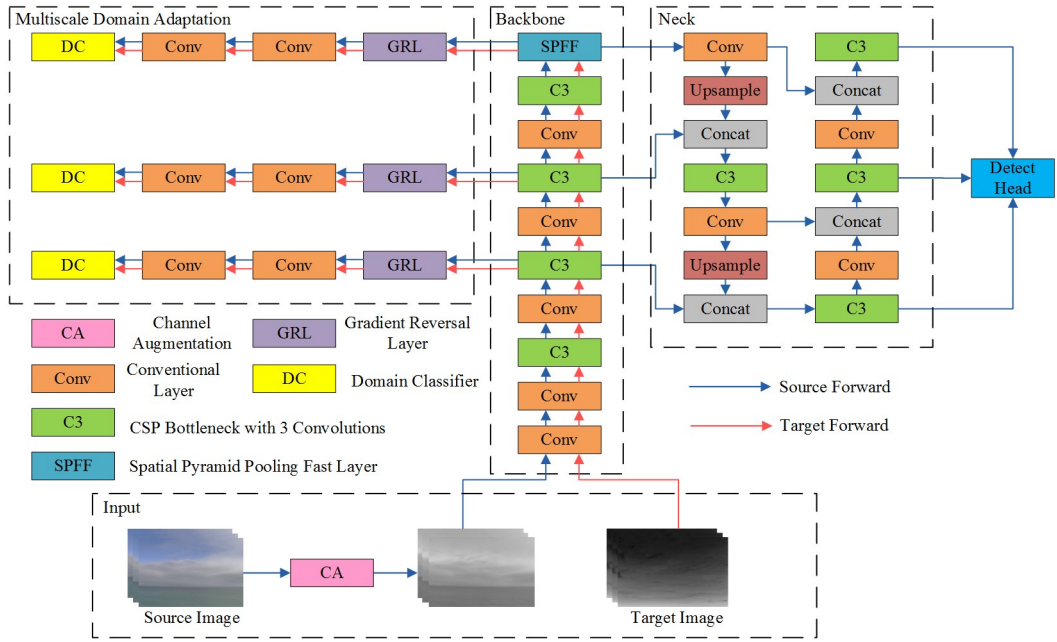 Multiscale Domain Adaptation
Backbone
Neck
DC
Conv
Conv
GRL
SPFF
Conv
C3
C3
Upsample
Concat
Conv
Concat
Conv
DC
Conv
Conv
GRL
C3
C3
C3
Detect
Head
Conv
Conv
Concat
DC
Conv
Conv
GRL
C3
Upsample
Conv
Conv
Concat
C3
C3
Conv
Conv
CA
Channel
Augmentation
GRL
Gradient Reversal
Layer
Conv
Conventional
Layer
DC
Domain Classifier
C3
CSP Bottleneck with 3 Convolutions
SPFF
Spatial Pyramid Pooling Fast Layer
Source Forward
Target Forward
Input
CA
Source Image
Target Image